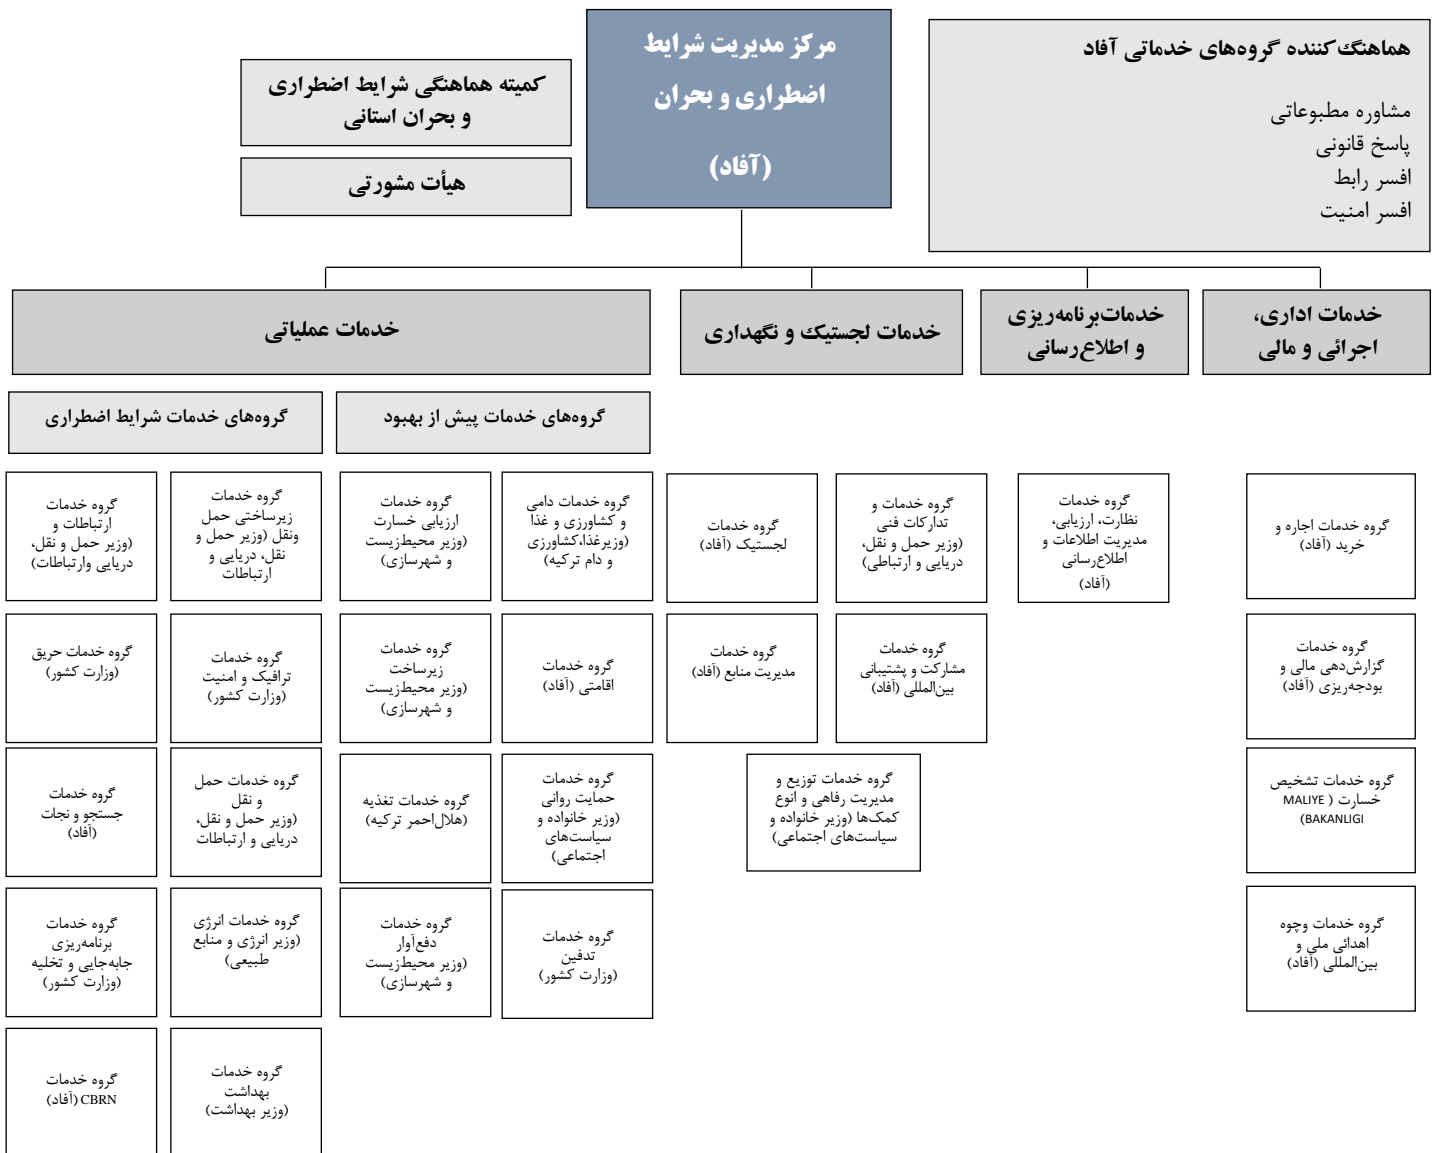 هماهنگ‌کننده گروه‌های خدماتی آفاد
مشاوره مطبوعاتی
پاسخ قانونی
افسر رابط
افسر امنیت
مرکز مدیریت شرایط
اضطراری و بحران
(آفاد)
کمیته هماهنگی شرایط اضطراری
و بحران استانی
هیأت مشورتی
خدمات اداری،
اجرائی و مالی
خدمات‌برنامه‌ریزی
و اطلاع‌رسانی
خدمات لجستیک و نگهداری
خدمات عملیاتی
گروه‌های خدمات پیش از بهبود
گروه‌های خدمات شرایط اضطراری
گروه خدمات اجاره و
خرید (آفاد)
گروه خدمات
گزارش‌دهی مالی و
بودجه‌ریزی (آفاد)
گروه خدمات تشخیص
خسارت ( MALIYE
BAKANLIGI)
گروه خدمات وچوه
اهدائی ملی و
بین‌المللی (آفاد)
گروه خدمات
نظارت، ارزیابی،
مدیریت اطلاعات و
اطلاع‌رسانی
(آفاد)
گروه خدمات و
تدارکات فنی
(وزیر حمل و نقل،
دریایی و ارتباطی)
گروه خدمات
لجستیک (آفاد)
گروه خدمات
مشارکت و پشتیبانی
بین‌المللی (آفاد)
گروه خدمات
مدیریت منابع (آفاد)
گروه خدمات توزیع و
مدیریت رفاهی و انوع
کمک‌ها (وزیر خانواده و
سیاست‌های اجتماعی)
گروه خدمات دامی
و کشاورزی و غذا
(وزیرغذا،کشاورزی
و دام ترکیه)
گروه خدمات
ارزیابی خسارت
(وزیر محیط‌زیست
و شهرسازی)
گروه خدمات
اقامتی (آفاد)
گروه خدمات
زیرساخت
(وزیر محیط‌زیست
و شهرسازی)
گروه خدمات
حمایت روانی
(وزیر خانواده و
سیاست‌های
اجتماعی)
گروه خدمات تغذیه
(هلال‌احمر ترکیه)
گروه خدمات
تدفین
(وزارت کشور)
گروه خدمات
دفع‌آوار
(وزیر محیط‌زیست
و شهرسازی)
گروه خدمات
زیرساختی حمل
ونقل (وزیر حمل و
نقل، دریایی و
ارتباطات
گروه خدمات
ارتباطات و
(وزیر حمل و نقل،
دریایی وارتباطات)
گروه خدمات
ترافیک و امنیت
(وزارت کشور)
گروه خدمات حریق
(وزارت کشور)
گروه خدمات حمل
و نقل
(وزیر حمل و نقل،
دریایی و ارتباطات
گروه خدمات
جستجو و نجات
(آفاد)
گروه خدمات انرژی
(وزیر انرژی و منابع
طبیعی)
گروه خدمات
برنامه‌ریزی
جابه‌جایی و تخلیه
(وزارت کشور)
گروه خدمات
بهداشت
(وزیر بهداشت)
گروه خدمات
CBRN (آفاد)